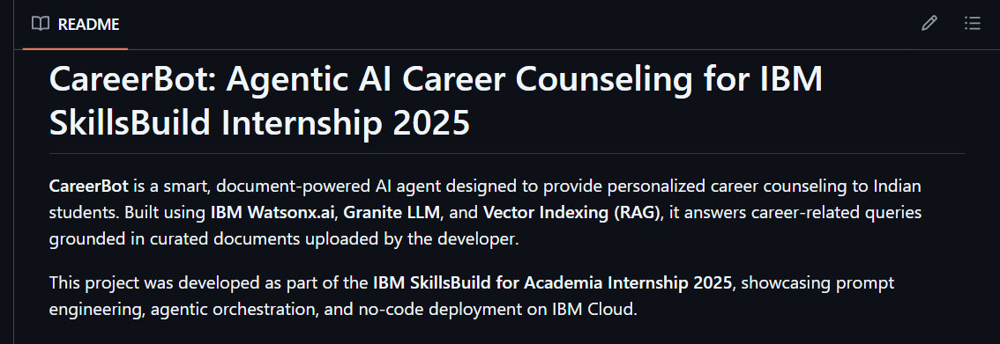 README
CareerBot: Agentic AI Career Counseling for IBM
SkillsBuild Internship 2025
CareerBot is a smart, document-powered AI agent designed to provide personalized career counseling to Indian
students. Built using IBM Watsonx.ai, Granite LLM, and Vector Indexing (RAG), it answers career-related queries
grounded in curated documents uploaded by the developer.
This project was developed as part of the IBM SkillsBuild for Academia Internship 2025, showcasing prompt
engineering, agentic orchestration, and no-code deployment on IBM Cloud.